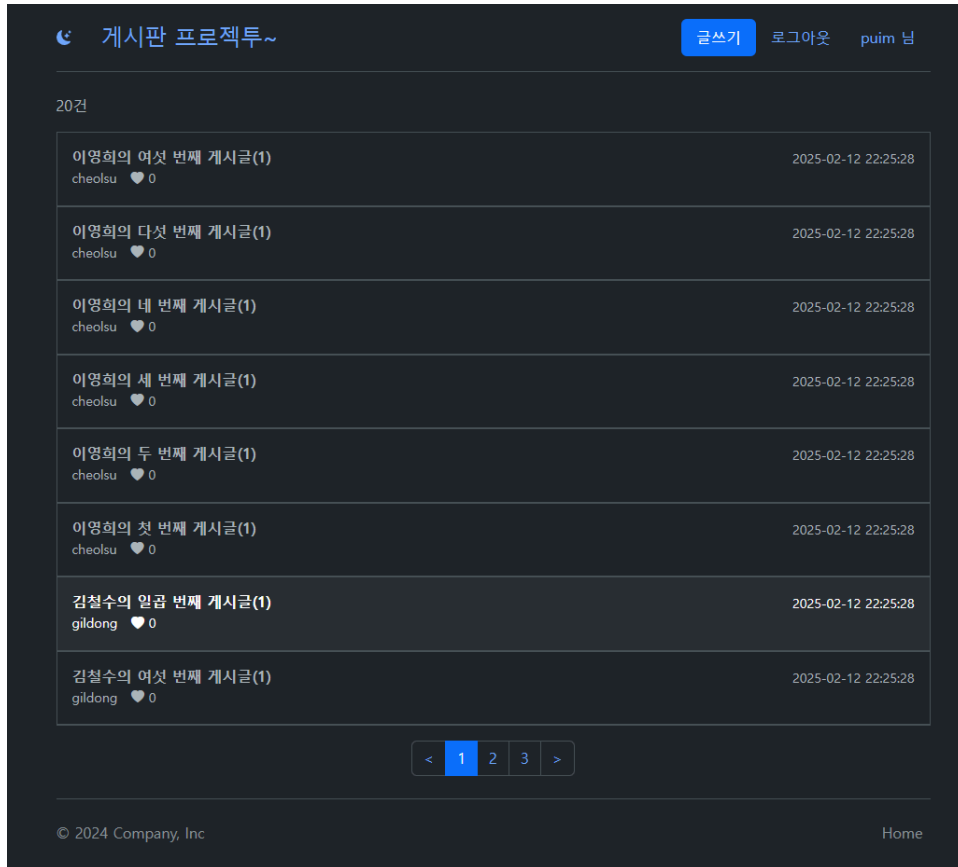 게시판 프로젝투~ 글쓰기 로그아웃 puim 님
20건
이영희의 여섯 번째 게시글(1) 2025-02-12 22:25:28
cheolsu 0
이영희의 다섯 번째 게시글(1) 2025-02-12 22:25:28
cheolsu 0
이영희의 네 번째 게시글(1) 2025-02-12 22:25:28
cheolsu 0
이영희의 세 번째 게시글(1) 2025-02-12 22:25:28
cheolsu 0
이영희의 두 번째 게시글(1) 2025-02-12 22:25:28
cheolsu 0
이영희의 첫 번째 게시글(1) 2025-02-12 22:25:28
cheolsu 0
김철수의 일곱 번째 게시글(1) 2025-02-12 22:25:28
gildong 0
김철수의 여섯 번째 게시글(1) 2025-02-12 22:25:28
gildong 0
< 1 2 3 >
© 2024 Company, Inc Home